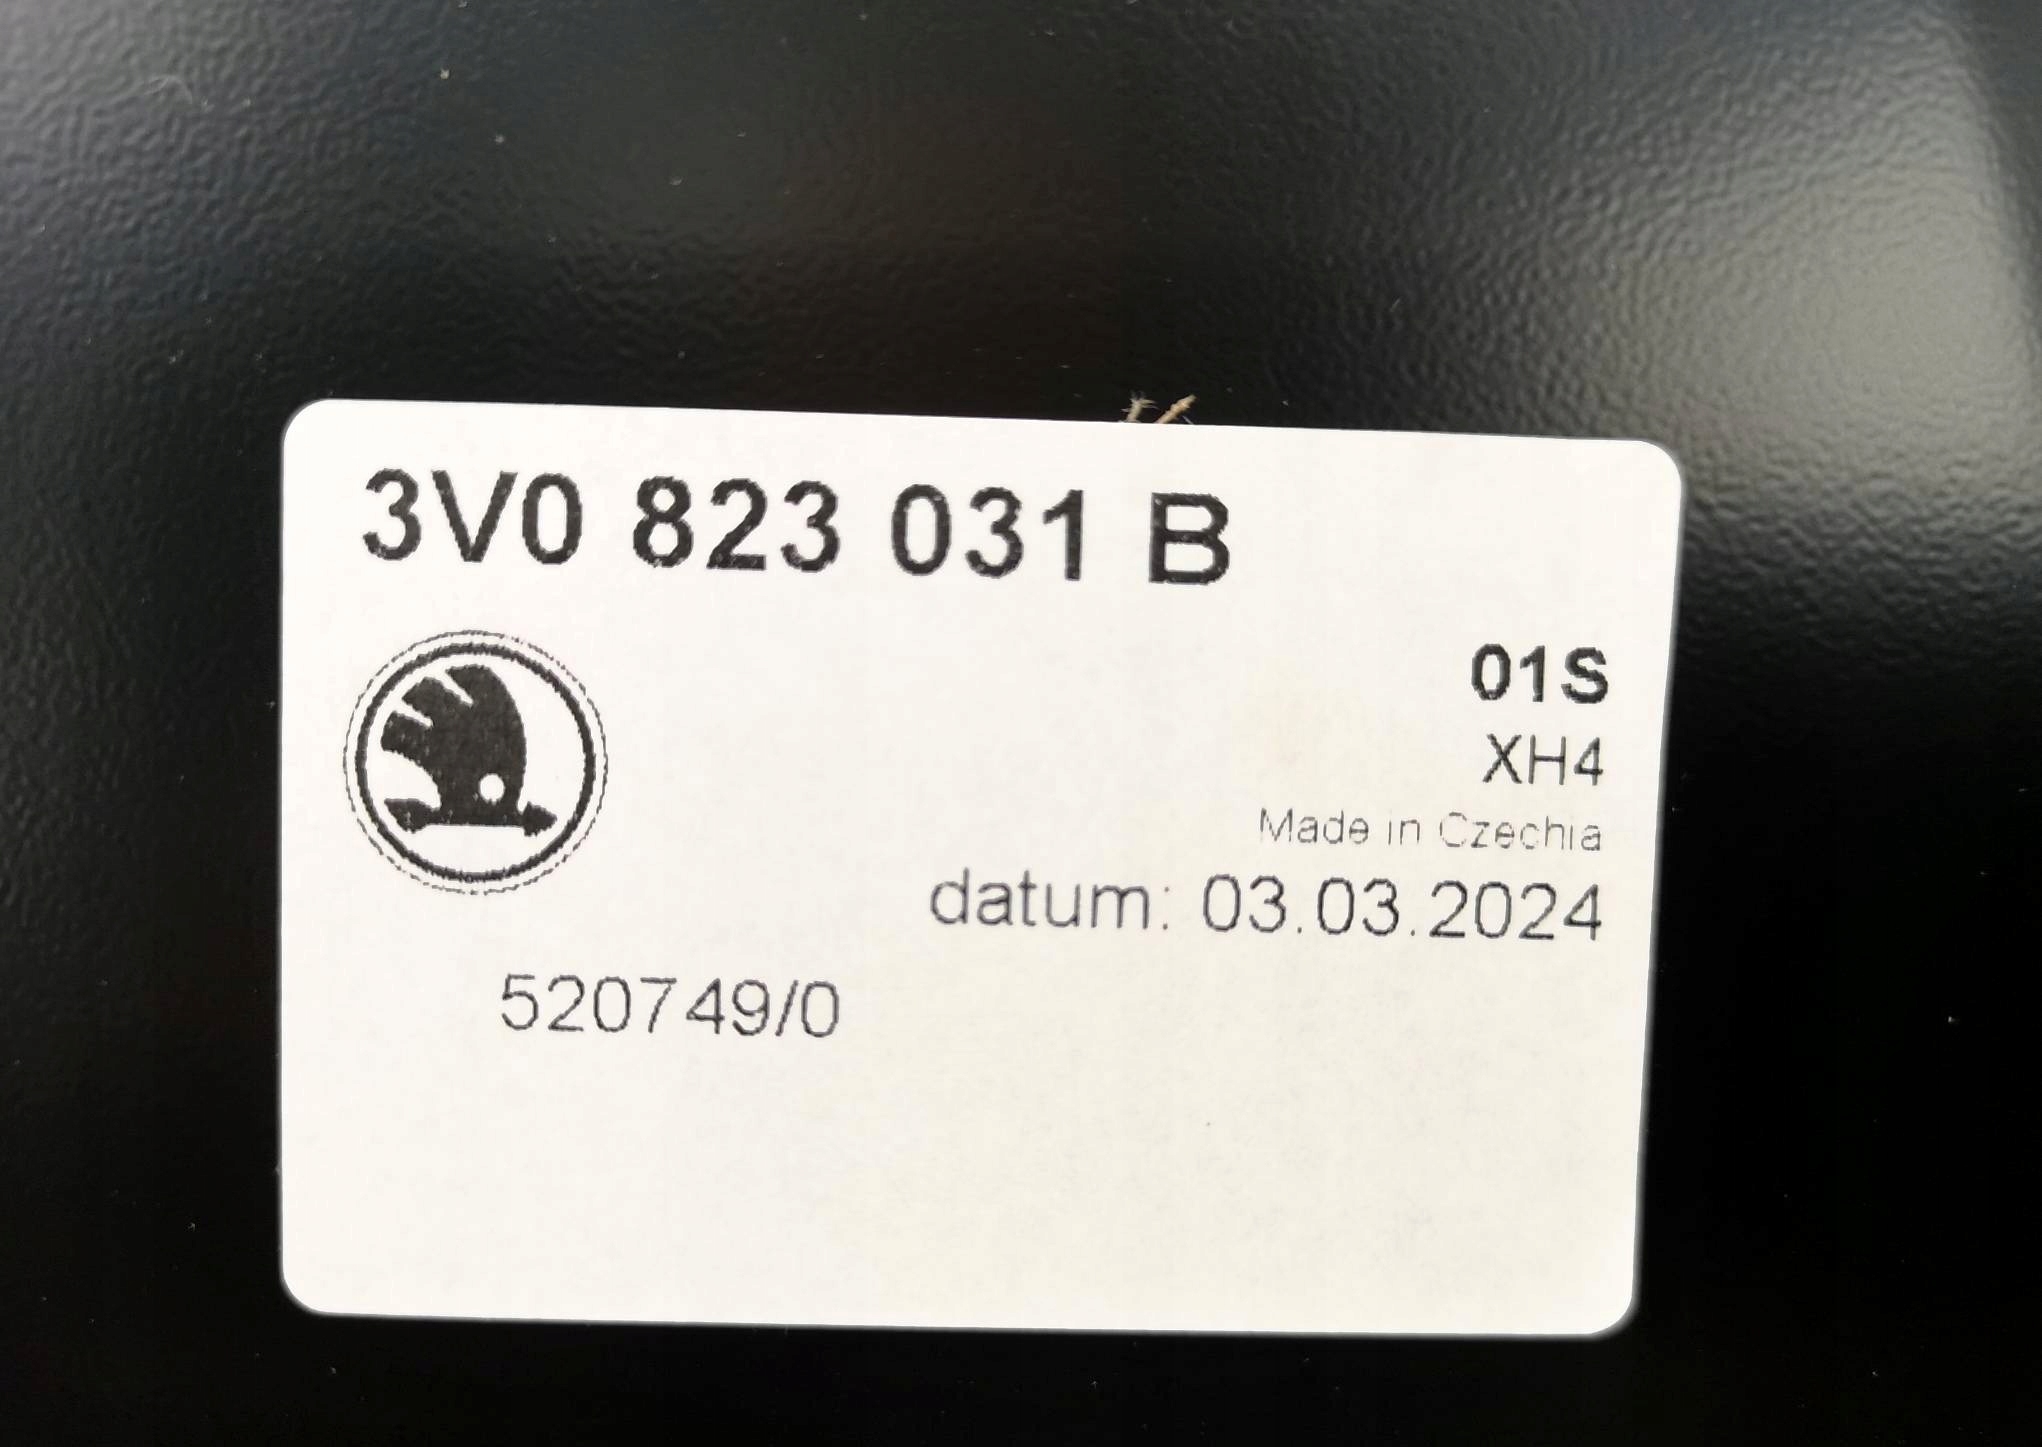 3V0 823 031 B
01S
XH4
Made in Czechia
datum: 03.03.2024
520749/0